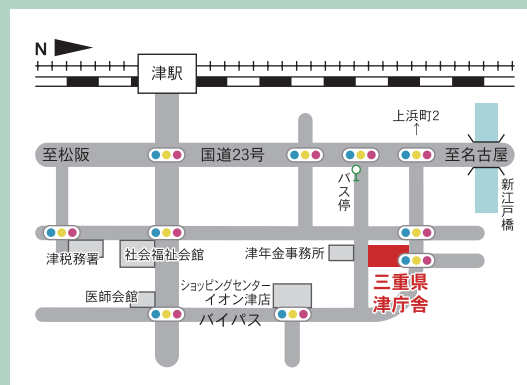 N
津駅
上浜町2
↑
至松阪
国道23号
至名古屋
バス停
新江戸橋
津税務署
社会福祉会館
津年金事務所
三重県
津庁舎
医師会館
ショッピングセンター
イオン津店
バイパス